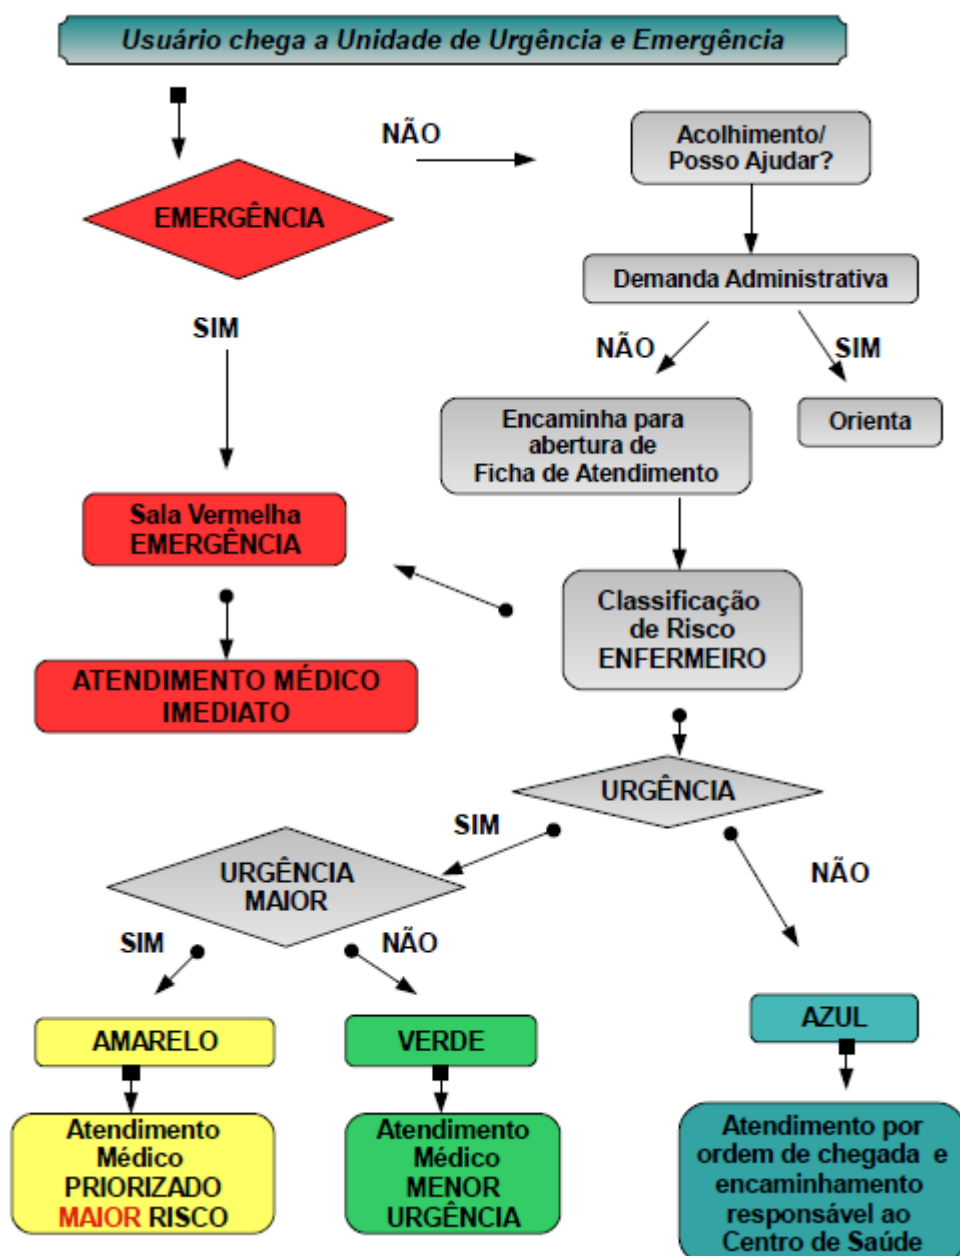 Usuário chega a Unidade de Urgência e Emergência
NÃO
Acolhimento/
Posso Ajudar?
EMERGÊNCIA
Demanda Administrativa
SIM
NÃO
SIM
Encaminha para
abertura de
Ficha de Atendimento
Orienta
Sala Vermelha
EMERGÊNCIA
Classificação
de Risco
ENFERMEIRO
ATENDIMENTO MÉDICO
IMEDIATO
URGÊNCIA
SIM
NÃO
URGÊNCIA
MAIOR
SIM
NÃO
AMARELO
VERDE
AZUL
Atendimento
Médico
PRIORIZADO
MAIOR RISCO
Atendimento
Médico
MENOR
URGÊNCIA
Atendimento por
ordem de chegada e
encaminhamento
responsável ao
Centro de Saúde